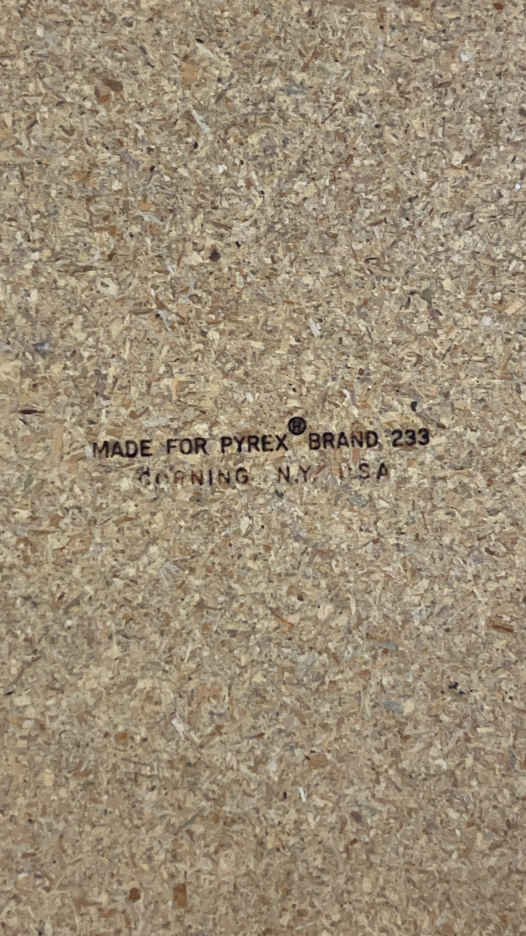 MADE FOR PYREX® BRAND, 233
CORNING, N.Y. USA